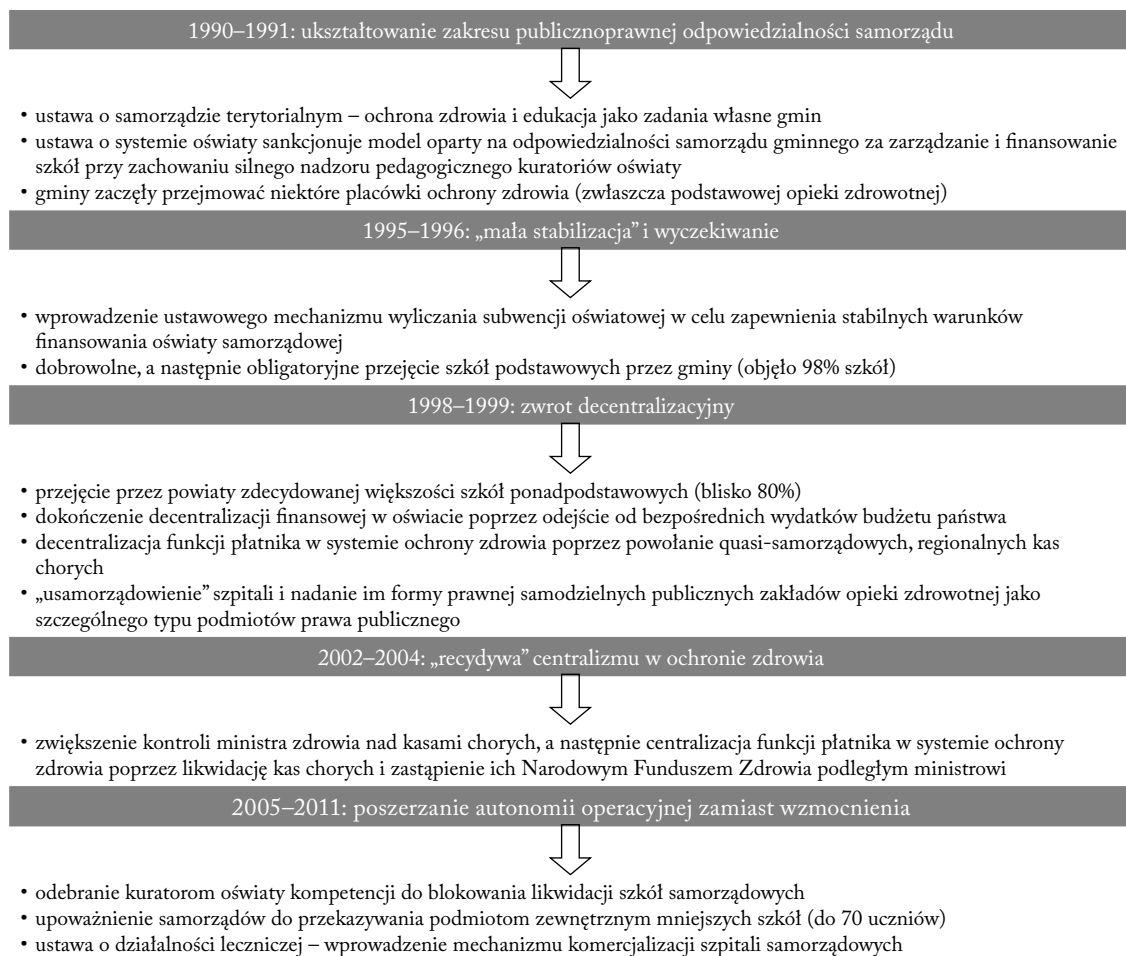 1990–1991: ukształtowanie zakresu publicznoprawnej odpowiedzialności samorządu
• ustawa o samorządzie terytorialnym – ochrona zdrowia i edukacja jako zadania własne gmin
• ustawa o systemie oświaty sankcjonuje model oparty na odpowiedzialności samorządu gminnego za zarządzanie i finansowanie
szkół przy zachowaniu silnego nadzoru pedagogicznego kuratoriów oświaty
• gminy zaczęły przejmować niektóre placówki ochrony zdrowia (zwłaszcza podstawowej opieki zdrowotnej)
1995–1996: „mała stabilizacja” i wyczekiwanie
• wprowadzenie ustawowego mechanizmu wyliczania subwencji oświatowej w celu zapewnienia stabilnych warunków
finansowania oświaty samorządowej
• dobrowolne, a następnie obligatoryjne przejęcie szkół podstawowych przez gminy (objęło 98% szkół)
1998–1999: zwrot decentralizacyjny
• przejęcie przez powiaty zdecydowanej większości szkół ponadpodstawowych (blisko 80%)
• dokończenie decentralizacji finansowej w oświacie poprzez odejście od bezpośrednich wydatków budżetu państwa
• decentralizacja funkcji płatnika w systemie ochrony zdrowia poprzez powołanie quasi-samorządowych, regionalnych kas
chorych
• „usamorządowienie” szpitali i nadanie im formy prawnej samodzielnych publicznych zakładów opieki zdrowotnej jako
szczególnego typu podmiotów prawa publicznego
2002–2004: „recydywa” centralizmu w ochronie zdrowia
• zwiększenie kontroli ministra zdrowia nad kasami chorych, a następnie centralizacja funkcji płatnika w systemie ochrony
zdrowia poprzez likwidację kas chorych i zastąpienie ich Narodowym Funduszem Zdrowia podległym ministrowi
2005–2011: poszerzanie autonomii operacyjnej zamiast wzmocnienia
• odebranie kuratorom oświaty kompetencji do blokowania likwidacji szkół samorządowych
• upoważnienie samorządów do przekazywania podmiotom zewnętrznym mniejszych szkół (do 70 uczniów)
• ustawa o działalności leczniczej – wprowadzenie mechanizmu komercjalizacji szpitali samorządowych